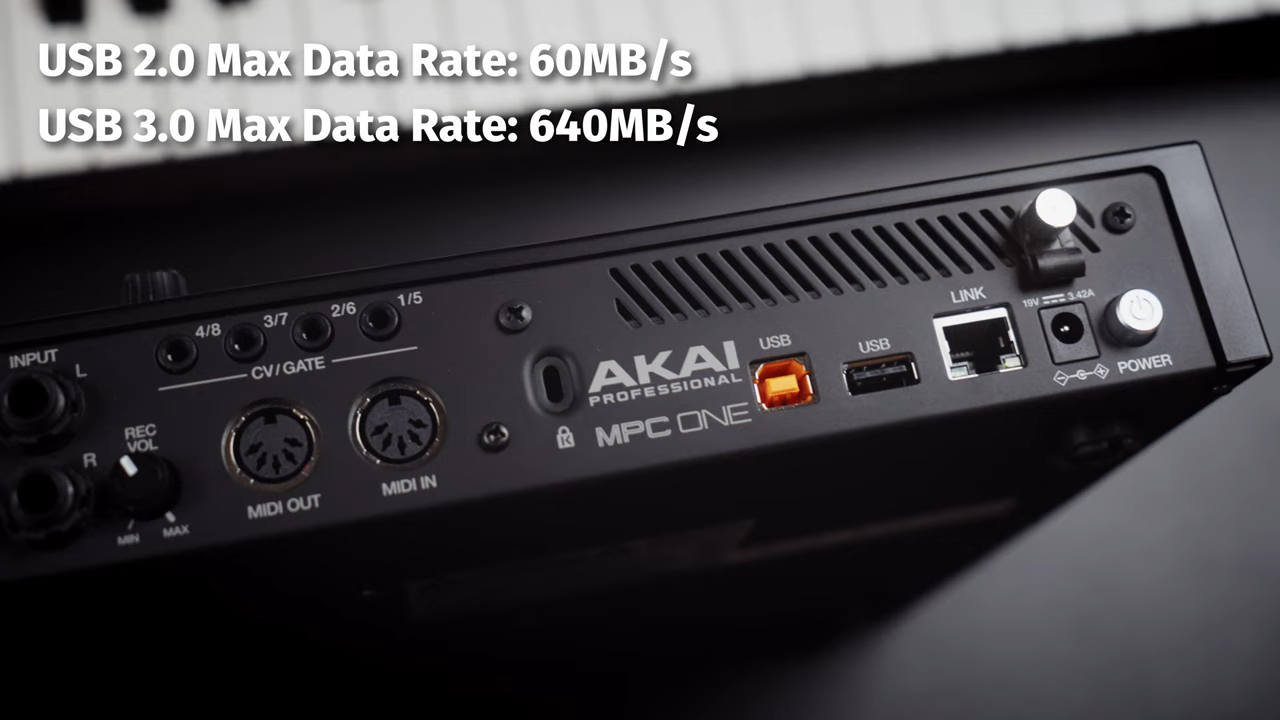 USB 2.0 Max Data Rate: 60MB/s
USB 3.0 Max Data Rate: 640MB/s
INPUT
L
R
REC
VOL
MIN
MAX
4/8
3/7
2/6
1/5
CV/GATE
MIDI OUT
MIDI IN
AKAI
PROFESSIONAL
MPC ONE
K
USB
USB
LINK
19V
3.42A
POWER